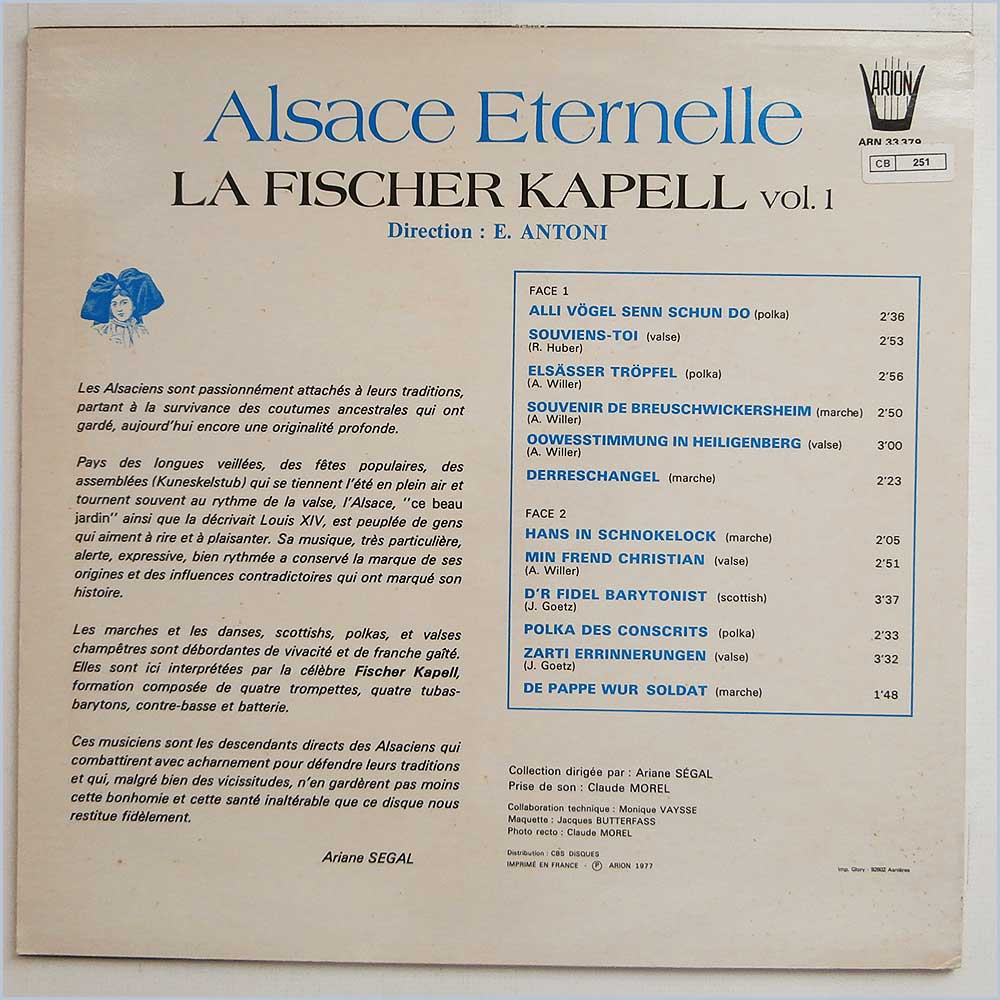 Alsace Eternelle
ARION
ARN 33 379
CB 251
LA FISCHER KAPELL vol. 1
Direction : E. ANTONI
Les Alsaciens sont passionnément attachés à leurs traditions,
partant à la survivance des coutumes ancestrales qui ont
gardé, aujourd'hui encore une originalité profonde.
Pays des longues veillées, des fêtes populaires, des
assemblées (Kuneskelstub) qui se tiennent l'été en plein air et
tournent souvent au rythme de la valse, l'Alsace, "ce beau
jardin" ainsi que la décrivait Louis XIV, est peuplée de gens
qui aiment à rire et à plaisanter. Sa musique, très particulière,
alerte, expressive, bien rythmée a conservé la marque de ses
origines et des influences contradictoires qui ont marqué son
histoire.
Les marches et les danses, scottishs, polkas, et valses
champêtres sont débordantes de vivacité et de franche gaîté.
Elles sont ici interprétées par la célèbre Fischer Kapell,
formation composée de quatre trompettes, quatre tubas-
barytons, contre-basse et batterie.
Ces musiciens sont les descendants directs des Alsaciens qui
combattirent avec acharnement pour défendre leurs traditions
et qui, malgré bien des vicissitudes, n'en gardèrent pas moins
cette bonhomie et cette santé inaltérable que ce disque nous
restitue fidèlement.
Ariane SEGAL
FACE 1
ALLI VÖGEL SENN SCHUN DO (polka) 2'36
SOUVIENS-TOI (valse) 2'53
(R. Huber)
ELSÄSSER TRÖPFEL (polka) 2'56
(A. Willer)
SOUVENIR DE BREUSCHWICKERSHEIM (marche) 2'50
(A. Willer)
OOWESSTIMMUNG IN HEILIGENBERG (valse) 3'00
(A. Willer)
DERRESCHANGEL (marche) 2'23
FACE 2
HANS IN SCHNOKELOCK (marche) 2'05
MIN FREND CHRISTIAN (valse) 2'51
(A. Willer)
D'R FIDEL BARYTONIST (scottish) 3'37
(J. Goetz)
POLKA DES CONSCRITS (polka) 2'33
ZARTI ERRINNERUNGEN (valse) 3'32
(J. Goetz)
DE PAPPE WUR SOLDAT (marche) 1'48
Collection dirigée par : Ariane SÉGAL
Prise de son : Claude MOREL
Collaboration technique : Monique VAYSSE
Maquette : Jacques BUTTERFASS
Photo recto : Claude MOREL
Distribution : CBS DISQUES
IMPRIMÉ EN FRANCE - Ⓟ ARION 1977
Imp. Glory - 92602 Asnières